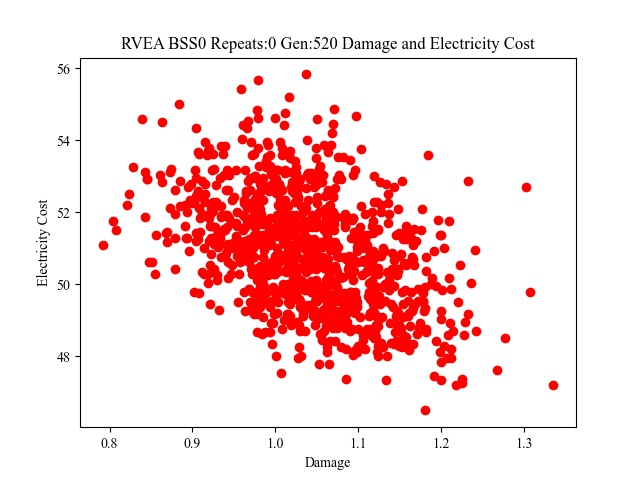 RVEA BSS0 Repeats:0 Gen:520 Damage and Electricity Cost
56
54
52
50
48
Electricity Cost
0.8 0.9 1.0 1.1 1.2 1.3
Damage